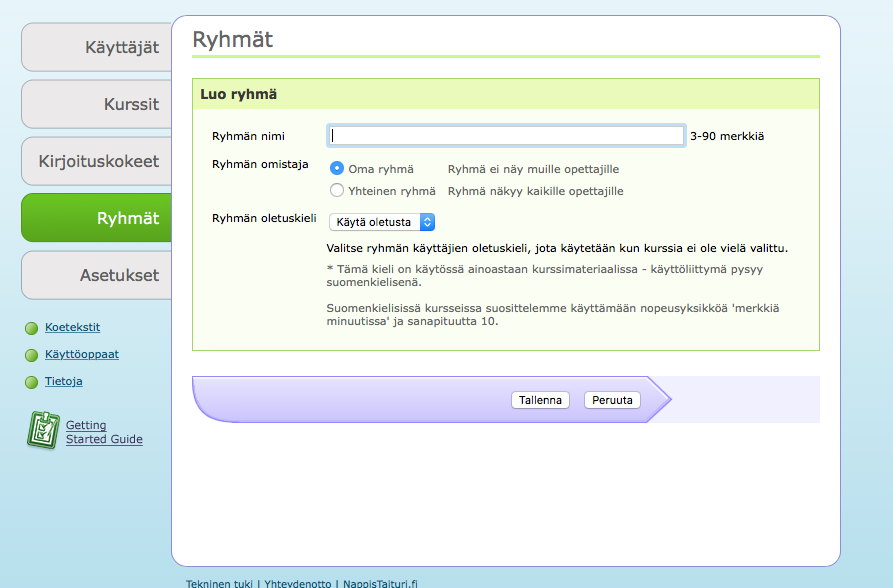 Käyttäjät
Kurssit
Kirjoituskokeet
Ryhmät
Asetukset
Koetekstit
Käyttöoppaat
Tietoja
Getting
Started Guide
Ryhmät
Luo ryhmä
Ryhmän nimi 3-90 merkkiä
Ryhmän omistaja
Oma ryhmä Ryhmä ei näy muille opettajille
Yhteinen ryhmä Ryhmä näkyy kaikille opettajille
Ryhmän oletuskieli Käytä oletusta
Valitse ryhmän käyttäjien oletuskieli, jota käytetään kun kurssia ei ole vielä valittu.
* Tämä kieli on käytössä ainoastaan kurssimateriaalissa - käyttöliittymä pysyy
suomenkielisenä.
Suomenkielisissä kursseissa suosittelemme käyttämään nopeusyksikköä 'merkkiä
minuutissa' ja sanapituutta 10.
Tallenna Peruuta
Tekninen tuki | Yhteydenotto | NappisTaituri.fi